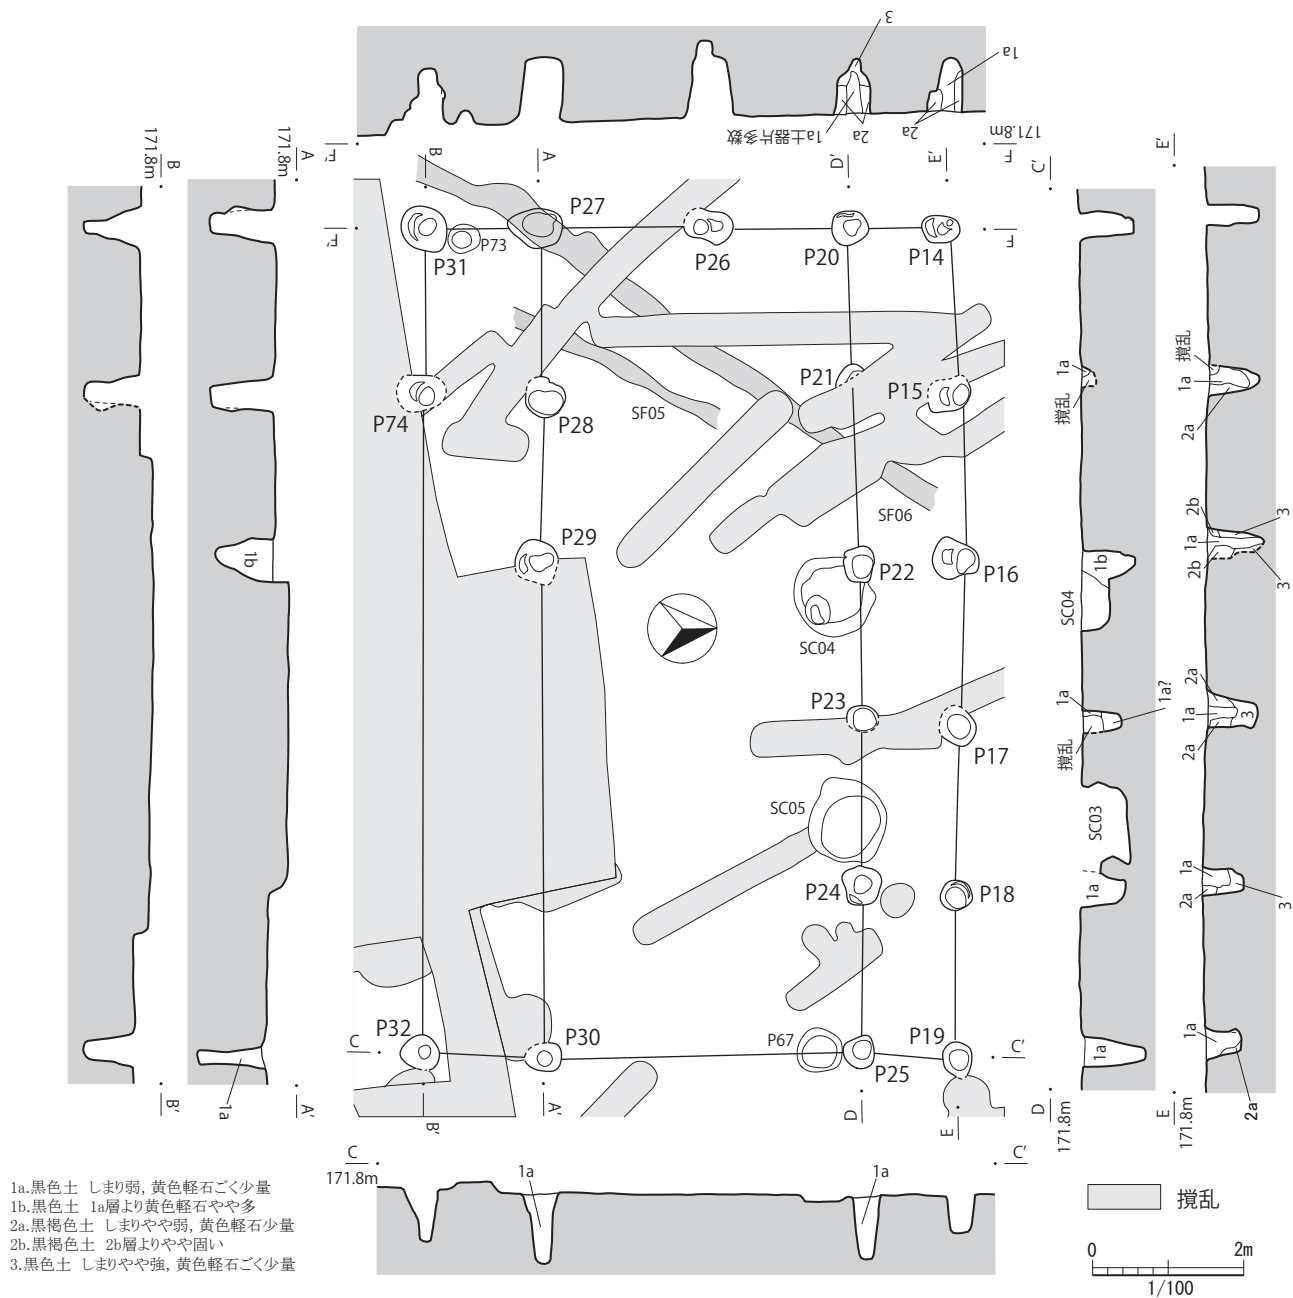 3
1a
1a土器片多数
2a
2a
171.8m
B
171.8m
A
171.8m
F'
B
A
D'
E'
F
C'
E'
F'
P31
P73
P27
P26
P20
P14
F
P74
P28
SF05
P21
P15
SF06
P29
P22
P16
SC04
P23
P17
SC05
P24
P18
P32
P30
P67
P25
P19
C
C'
1b
1a
B'
A'
B'
A'
D
E
1a
攪乱
1b
SC04
1a
1a?
攪乱
SC03
1a
1a
D
171.8m
攪乱
1a
2a
2b
1a
2b
3
3
2a
1a
2a
3
1a
2a
3
1a
2a
E
171.8m
C
171.8m
1a
1a
C'
1a.黒色土 しまり弱, 黄色軽石ごく少量
1b.黒色土 1a層より黄色軽石やや多
2a.黒褐色土 しまりやや弱, 黄色軽石少量
2b.黒褐色土 2b層よりやや固い
3.黒色土 しまりやや強, 黄色軽石ごく少量
攪乱
0 2m
1/100